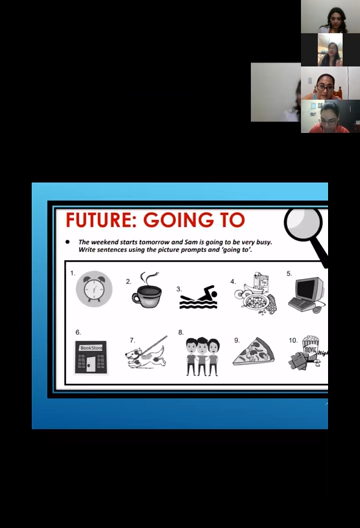 FUTURE: GOING TO
The weekend starts tomorrow and Sam is going to be very busy.
Write sentences using the picture prompts and ‘going to’.
1.
2.
3.
4.
5.
6.
7.
8.
9.
10.
BookStore